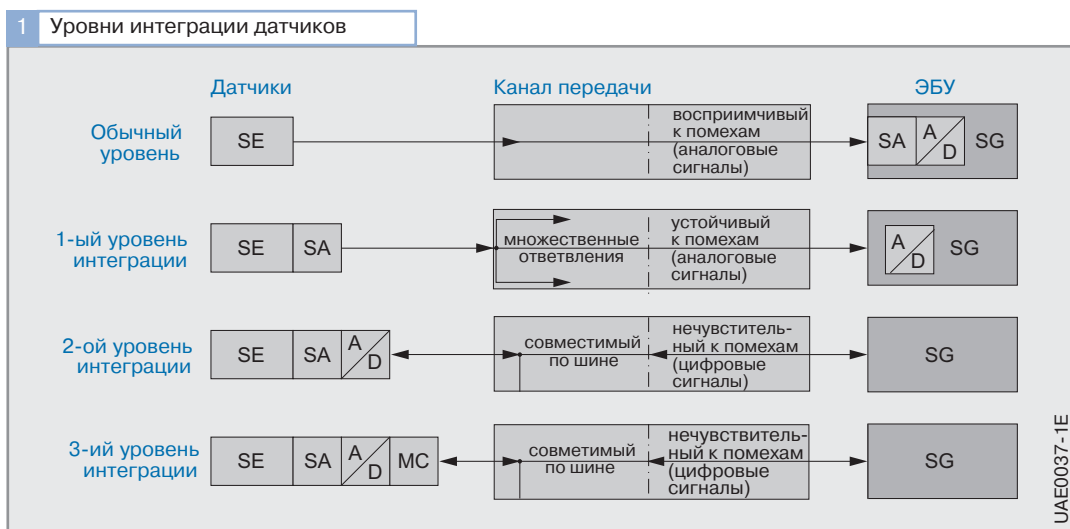 1 Уровни интеграции датчиков
Датчики Канал передачи ЭБУ
Обычный
уровень
SE
восприимчивый
к помехам
(аналоговые
сигналы)
SA A/D SG
1-ый уровень
интеграции
SE SA
множественные
ответвления
устойчивый
к помехам
(аналоговые
сигналы)
A/D SG
2-ой уровень
интеграции
SE SA A/D
совместимый
по шине
нечувствитель-
ный к помехам
(цифровые
сигналы)
SG
3-ий уровень
интеграции
SE SA A/D MC
совметимый
по шине
нечувствитель-
ный к помехам
(цифровые
сигналы)
SG
UAE0037-1E